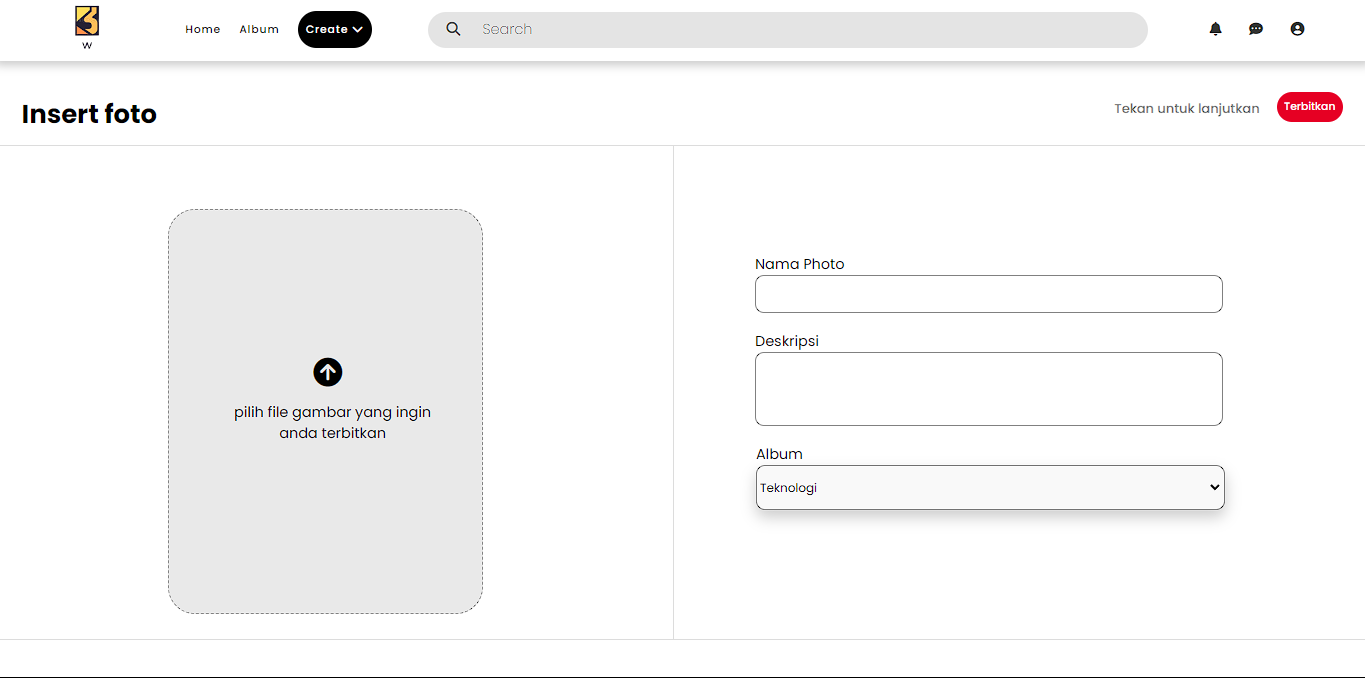 W
Home Album Create Search
Insert foto
Tekan untuk lanjutkan Terbitkan
pilih file gambar yang ingin
anda terbitkan
Nama Photo
Deskripsi
Album
Teknologi